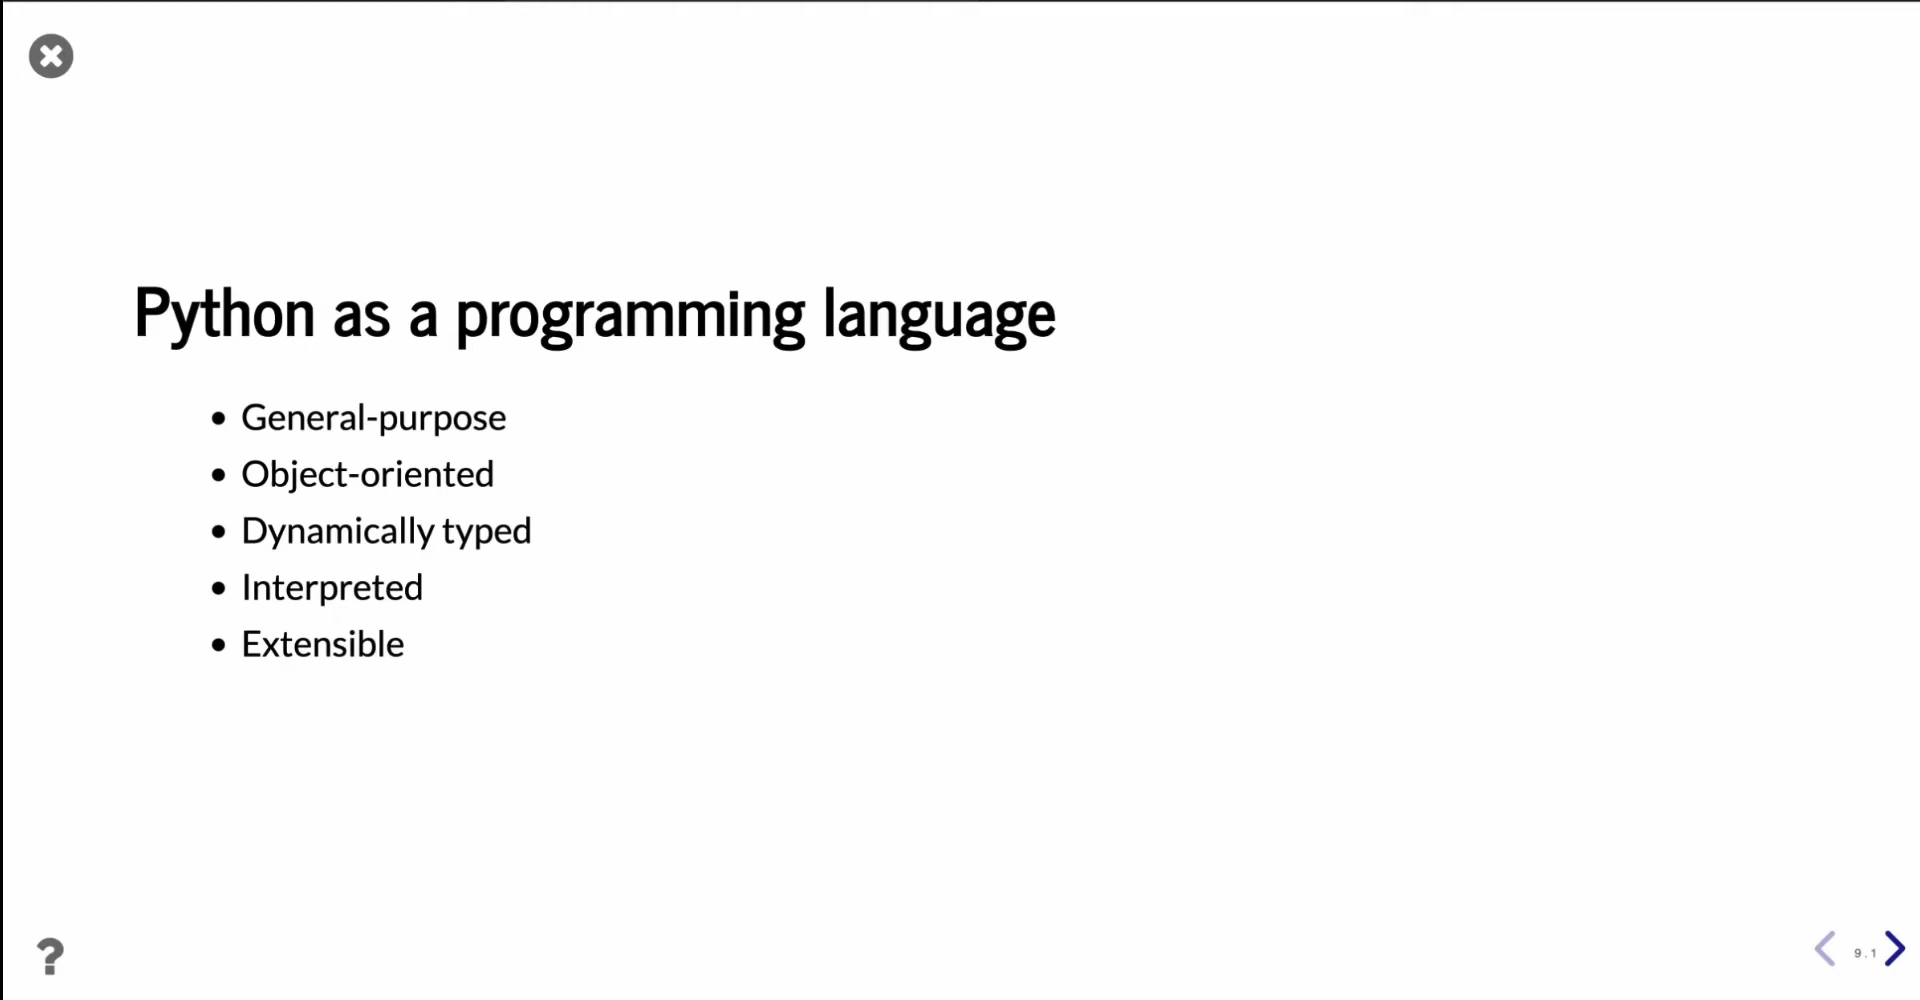 Python as a programming language
• General-purpose
• Object-oriented
• Dynamically typed
• Interpreted
• Extensible
?
9.1